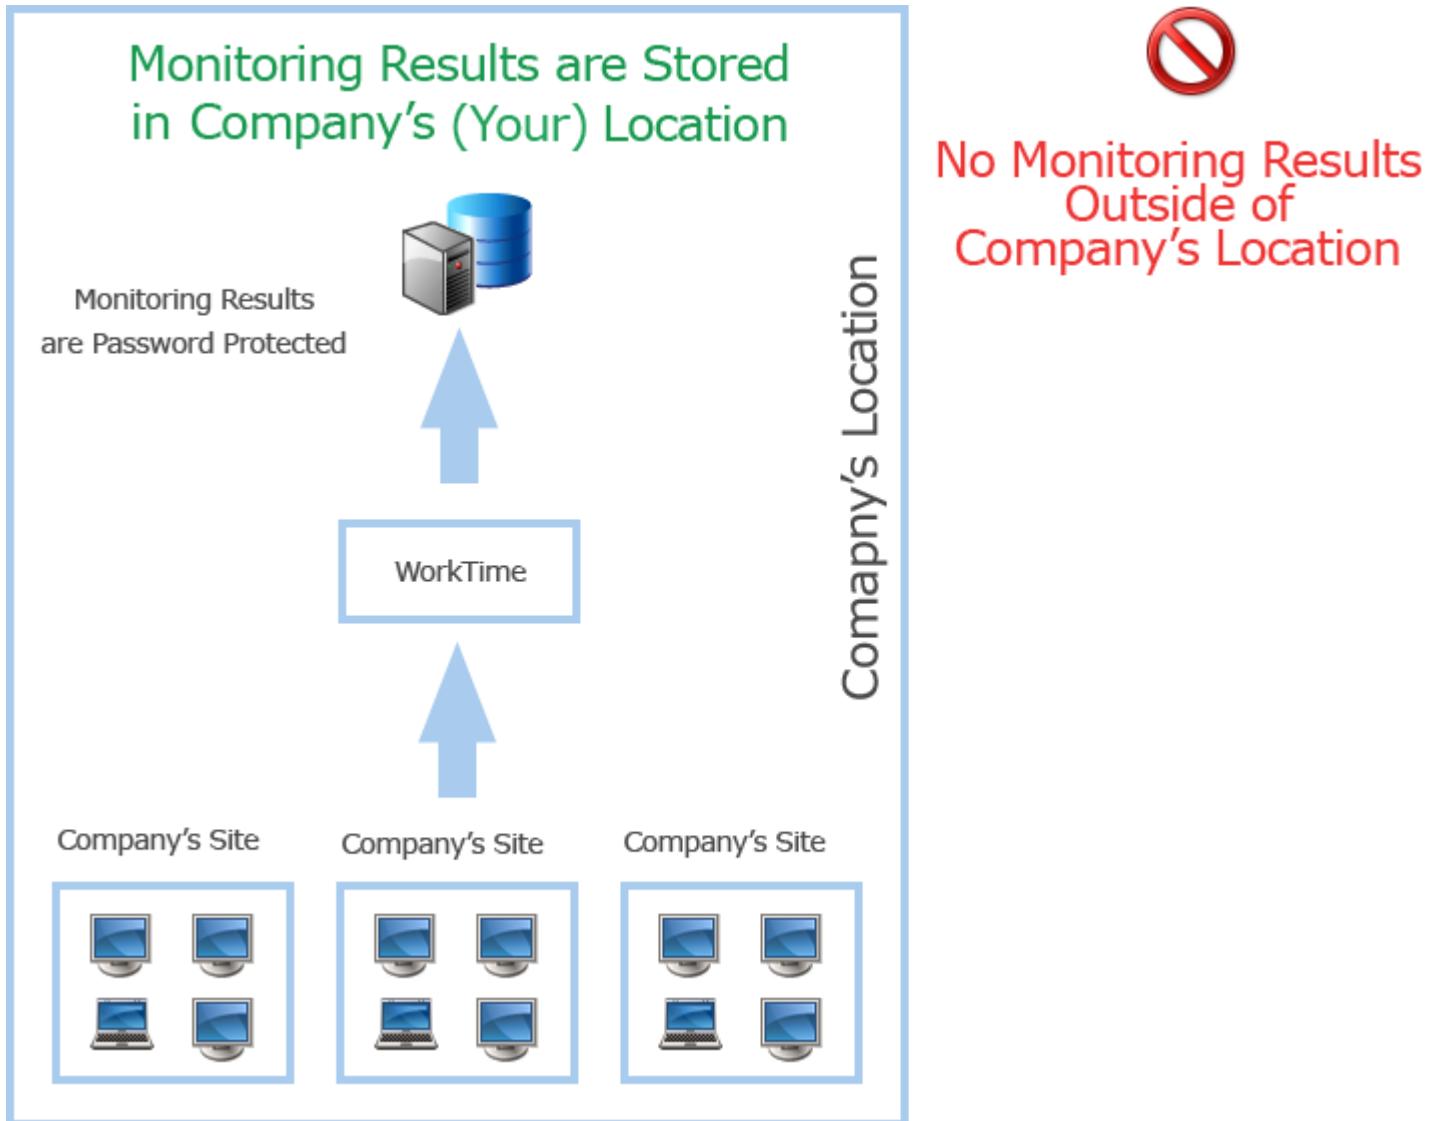 Monitoring Results are Stored
in Company's (Your) Location
No Monitoring Results
Outside of
Company's Location
Monitoring Results
are Password Protected
Comapny's Location
WorkTime
Company's Site
Company's Site
Company's Site